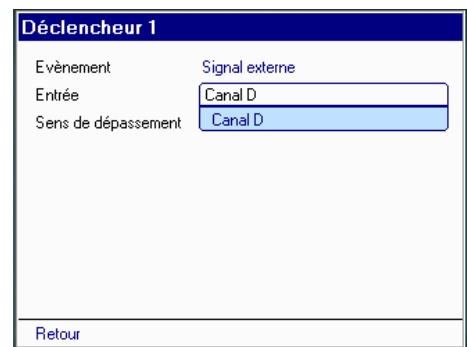 Déclencheur 1
Evènement Signal externe
Entrée Canal D
Sens de dépassement Canal D
Retour